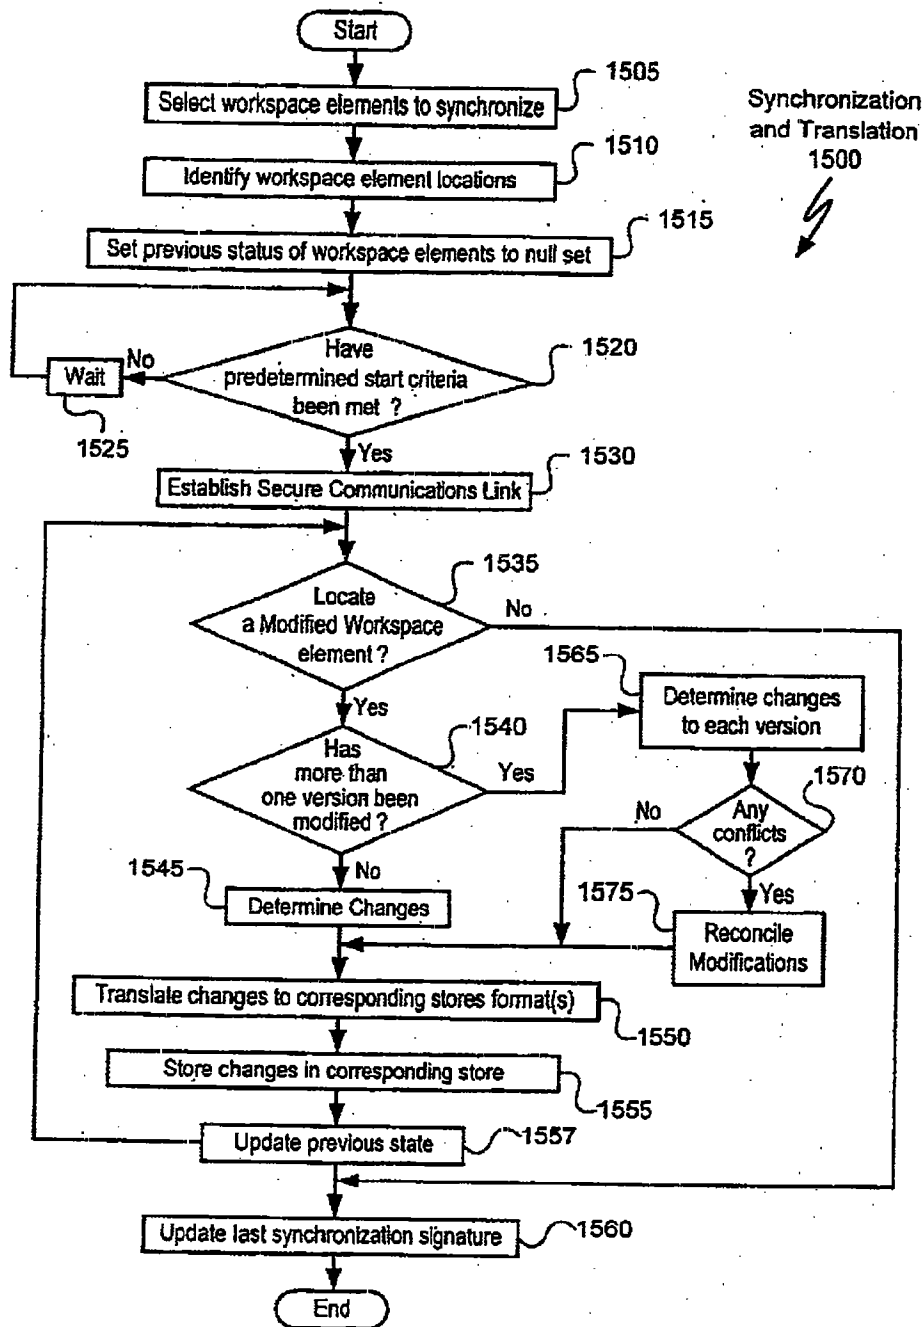 Start
1505
Select workspace elements to synchronize
Synchronization
and Translation
1500
1510
Identify workspace element locations
1515
Set previous status of workspace elements to null set
Have
predetermined start criteria
been met ?
1520
No
Wait
1525
Yes
1530
Establish Secure Communications Link
1535
Locate
a Modified Workspace
element ?
No
Yes
1565
Determine changes
to each version
1540
Has
more than
one version been
modified ?
Yes
1570
Any
conflicts
?
No
No
Yes
1545
Determine Changes
1575
Reconcile
Modifications
Translate changes to corresponding stores format(s)
1550
Store changes in corresponding store
1555
Update previous state
1557
Update last synchronization signature
1560
End